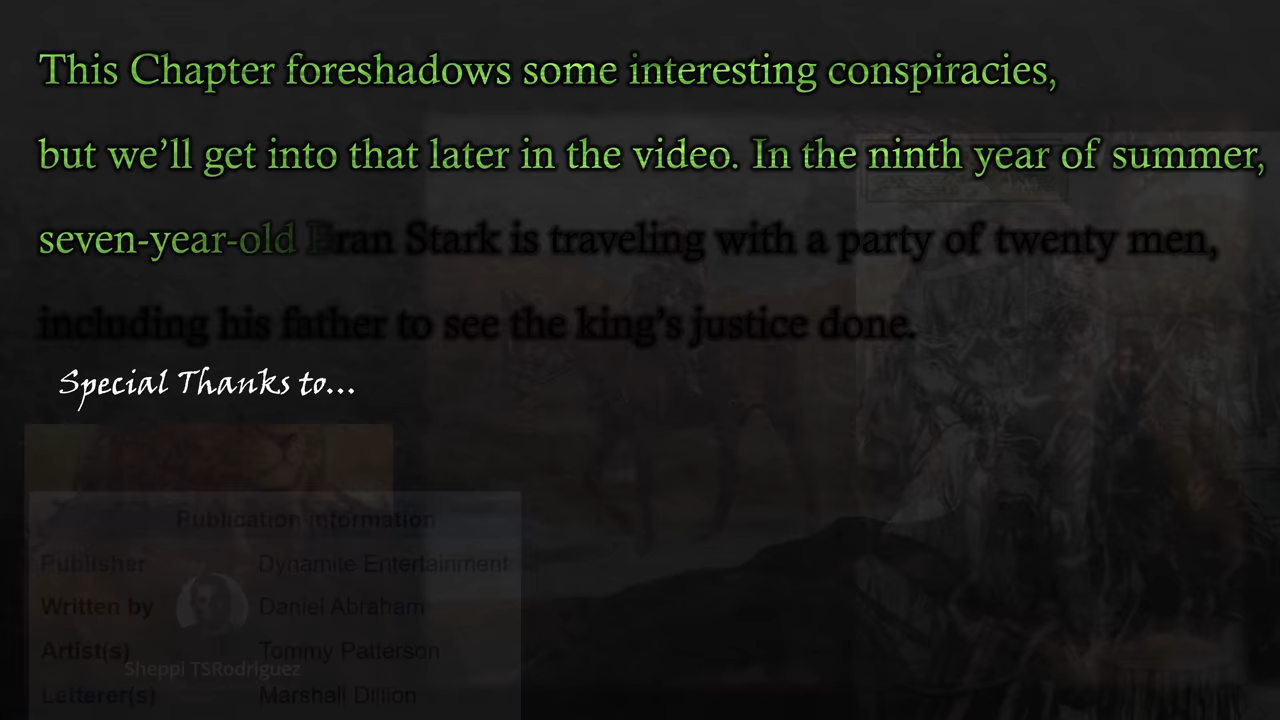 This Chapter foreshadows some interesting conspiracies,
but we'll get into that later in the video. In the ninth year of summer,
seven-year-old Bran Stark is traveling with a party of twenty men,
including his father to see the king's justice done.
Special Thanks to...
Publication information
Publisher Dynamite Entertainment
Written by Daniel Abraham
Artist(s) Tommy Patterson
Sheppi TSRodriguez
Letterer(s) Marshall Dillion